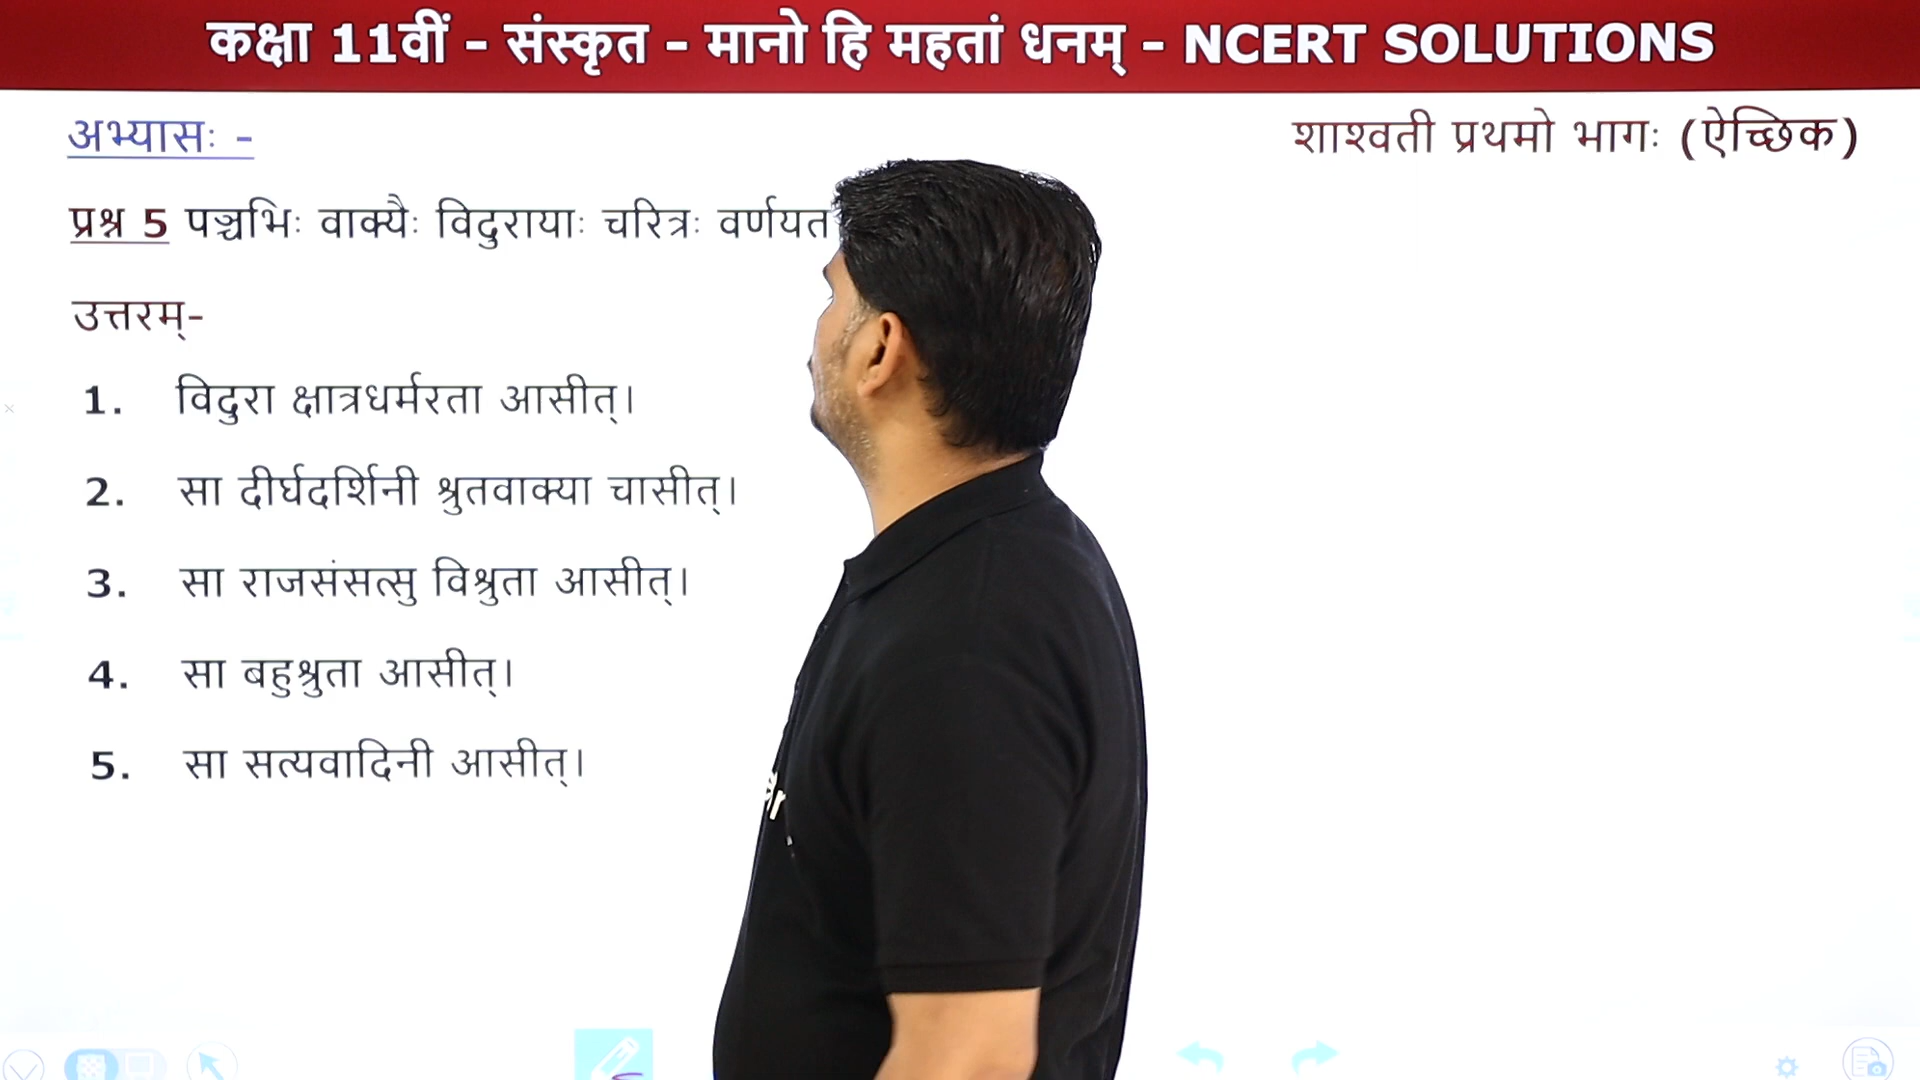 कक्षा 11वीं - संस्कृत - मानो हि महतां धनम् - NCERT SOLUTIONS
अभ्यासः -
शाश्वती प्रथमो भागः (ऐच्छिक)
प्रश्न 5 पञ्चभिः वाक्यैः विदुरायाः चरित्रः वर्णयत
उत्तरम्-
1. विदुरा क्षात्रधर्मरता आसीत्।
2. सा दीर्घदर्शिनी श्रुतवाक्या चासीत्।
3. सा राजसंसत्सु विश्रुता आसीत्।
4. सा बहुश्रुता आसीत्।
5. सा सत्यवादिनी आसीत्।